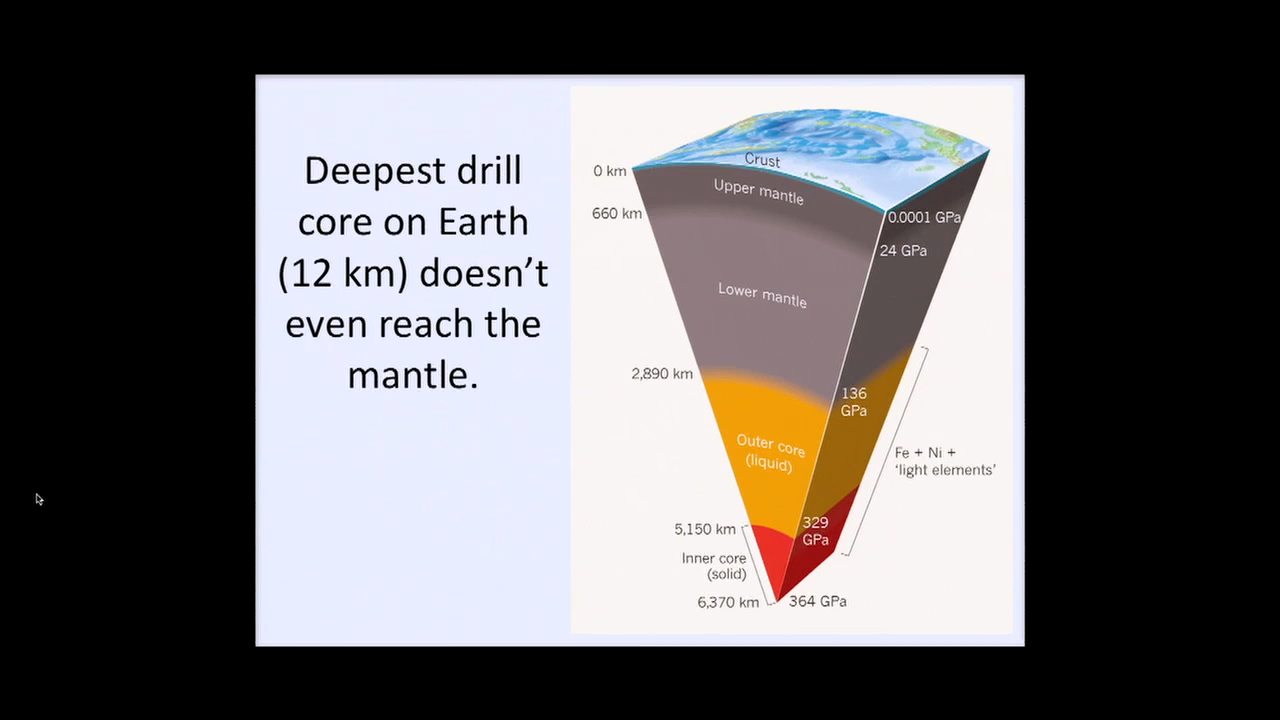 Deepest drill
core on Earth
(12 km) doesn’t
even reach the
mantle.
Crust
0 km
Upper mantle
660 km
0.0001 GPa
24 GPa
Lower mantle
2,890 km
136
GPa
Outer core
(liquid)
Fe + Ni +
‘light elements’
5,150 km
329
GPa
Inner core
(solid)
6,370 km
364 GPa